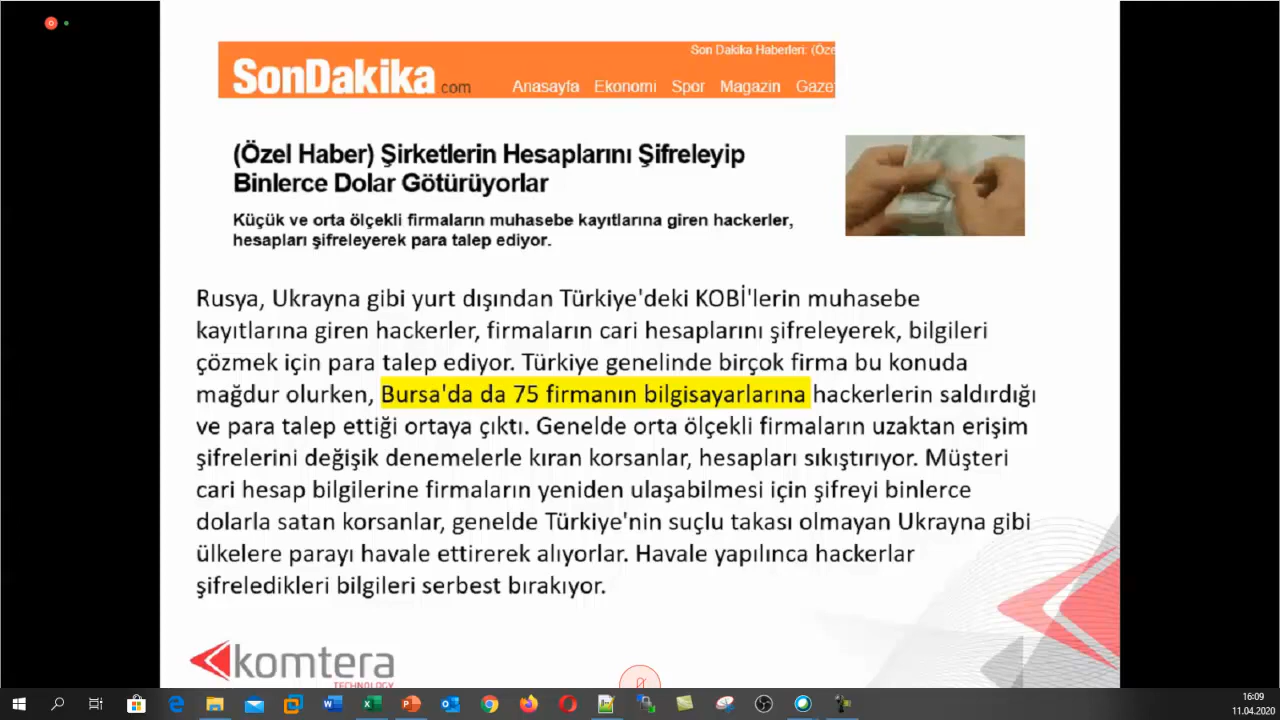 Son Dakika Haberleri: (Öze
SonDakika.com
Anasayfa Ekonomi Spor Magazin Gaze
(Özel Haber) Şirketlerin Hesaplarını Şifreleyip
Binlerce Dolar Götürüyorlar
Küçük ve orta ölçekli firmaların muhasebe kayıtlarına giren hackerler,
hesapları şifreleyerek para talep ediyor.
Rusya, Ukrayna gibi yurt dışından Türkiye'deki KOBİ'lerin muhasebe
kayıtlarına giren hackerler, firmaların cari hesaplarını şifreleyerek, bilgileri
çözmek için para talep ediyor. Türkiye genelinde birçok firma bu konuda
mağdur olurken, Bursa'da da 75 firmanın bilgisayarlarına hackerlerin saldırdığı
ve para talep ettiği ortaya çıktı. Genelde orta ölçekli firmaların uzaktan erişim
şifrelerini değişik denemelerle kıran korsanlar, hesapları sıkıştırıyor. Müşteri
cari hesap bilgilerine firmaların yeniden ulaşabilmesi için şifreyi binlerce
dolarla satan korsanlar, genelde Türkiye'nin suçlu takası olmayan Ukrayna gibi
ülkelere parayı havale ettirerek alıyorlar. Havale yapılınca hackerlar
şifreledikleri bilgileri serbest bırakıyor.
komtera
TECHNOLOGY
16:09
11.04.2020